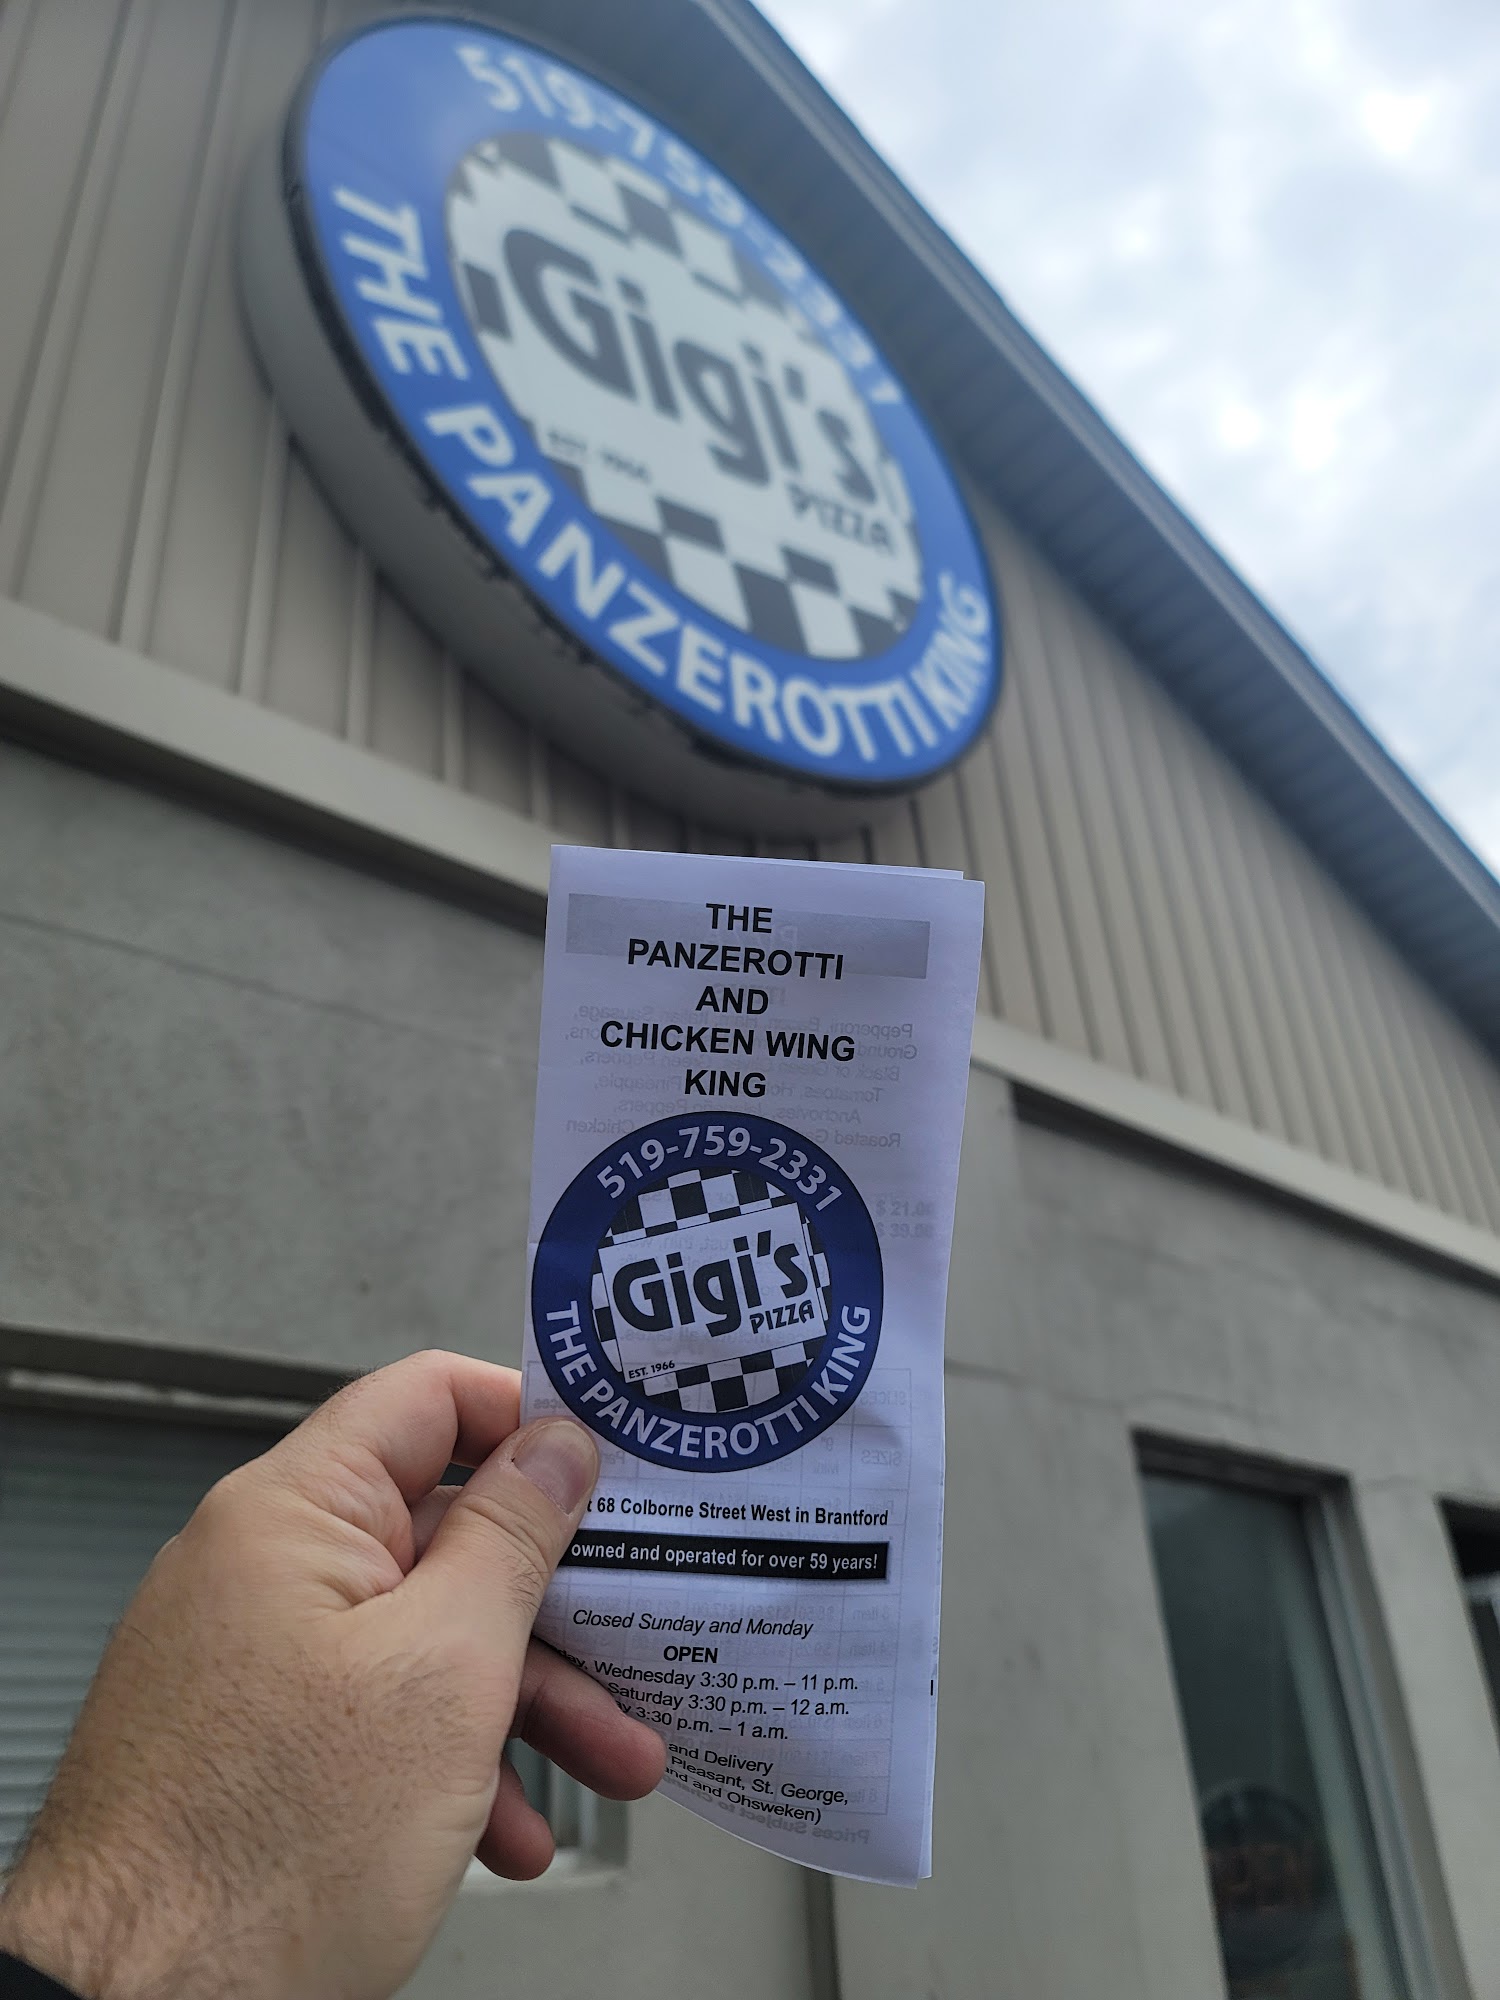 519-759-2331
Gigi's
PIZZA
EST. 1966
THE PANZEROTTI KING
THE
PANZEROTTI
AND
CHICKEN WING
KING
519-759-2331
Gigi's
PIZZA
EST. 1966
THE PANZEROTTI KING
68 Colborne Street West in Brantford
owned and operated for over 59 years!
Closed Sunday and Monday
OPEN
Wednesday 3:30 p.m. – 11 p.m.
Saturday 3:30 p.m. – 12 a.m.
3:30 p.m. – 1 a.m.
and Delivery
Pleasant, St. George,
and Ohsweken)